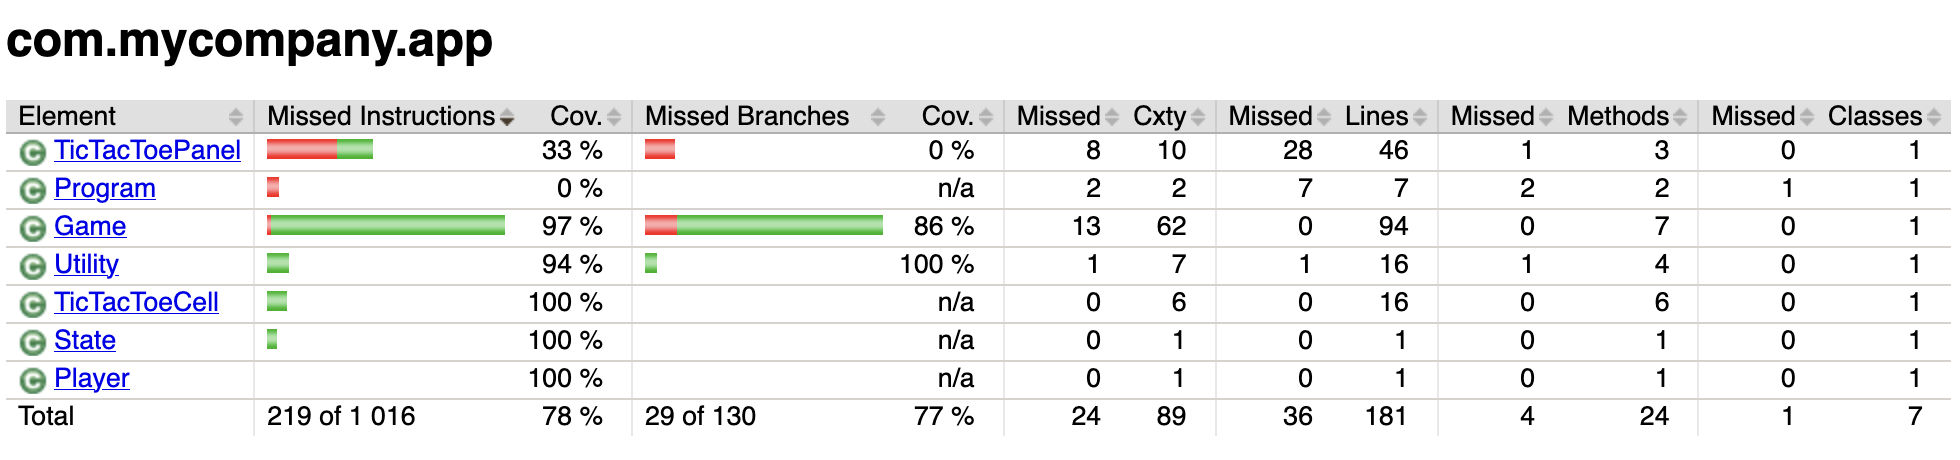 com.mycompany.app
Element Missed Instructions Cov. Missed Branches Cov. Missed Cxty Missed Lines Missed Methods Missed Classes
C TicTacToePanel 33 % 0 % 8 10 28 46 1 3 0 1
C Program 0 % n/a 2 2 7 7 2 2 1 1
C Game 97 % 86 % 13 62 0 94 0 7 0 1
C Utility 94 % 100 % 1 7 1 16 1 4 0 1
C TicTacToeCell 100 % n/a 0 6 0 16 0 6 0 1
C State 100 % n/a 0 1 0 1 0 1 0 1
C Player 100 % n/a 0 1 0 1 0 1 0 1
Total 219 of 1 016 78 % 29 of 130 77 % 24 89 36 181 4 24 1 7